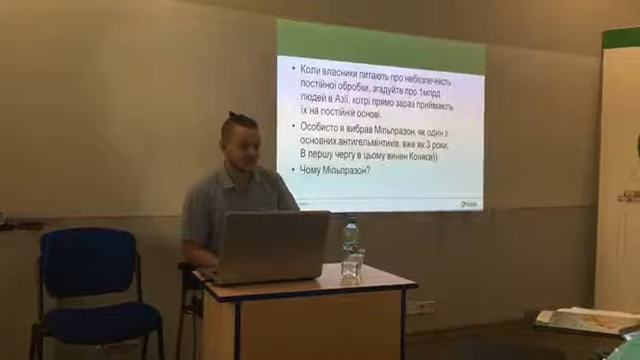 • Коли власники питають про небезпечність
постійної обробки, згадуйте про 1млрд
людей в Азії, котрі прямо зараз приймають
їх на постійній основі.
• Особисто я вибрав Мільпразон, як один з
основних антигельмінтиків, вже як 3 роки.
В першу чергу в цьому винен Коняєв))
• Чому Мільпразон?